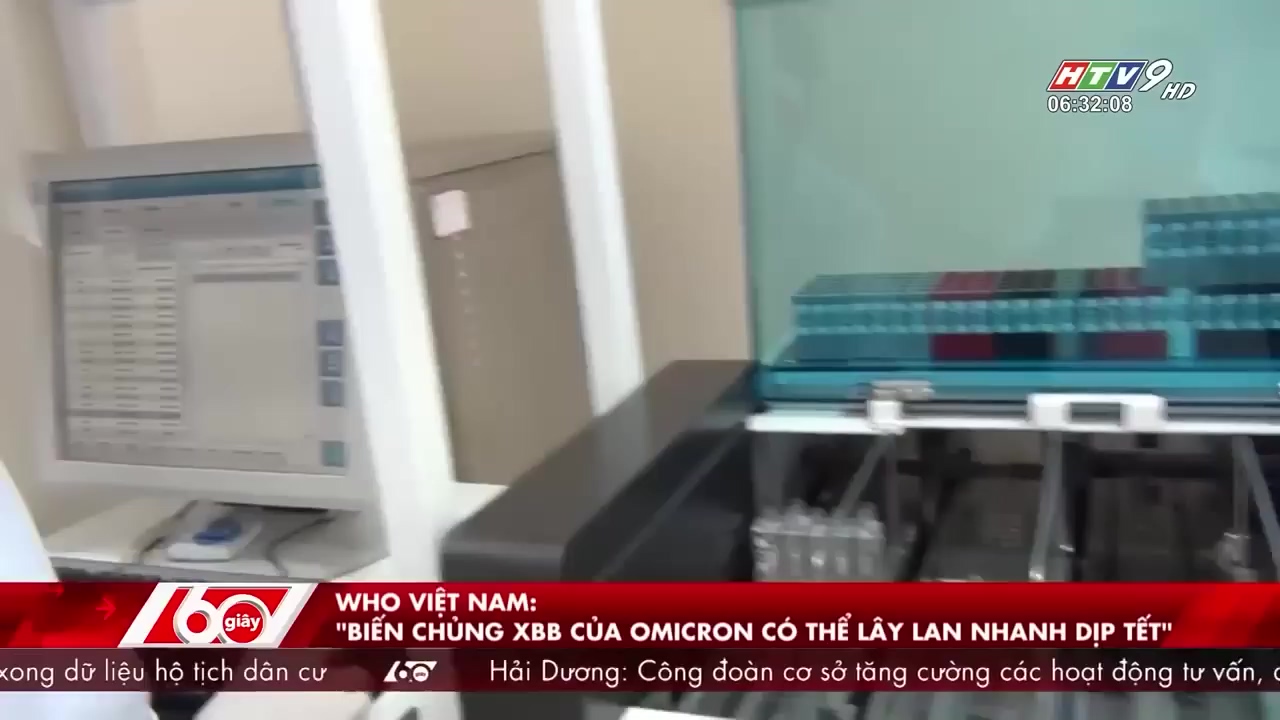 HTV9 HD
06:32:08
60 giây
WHO VIỆT NAM:
"BIẾN CHỦNG XBB CỦA OMICRON CÓ THỂ LÂY LAN NHANH DỊP TẾT"
xong dữ liệu hộ tịch dân cư 60 giây Hải Dương: Công đoàn cơ sở tăng cường các hoạt động tư vấn,